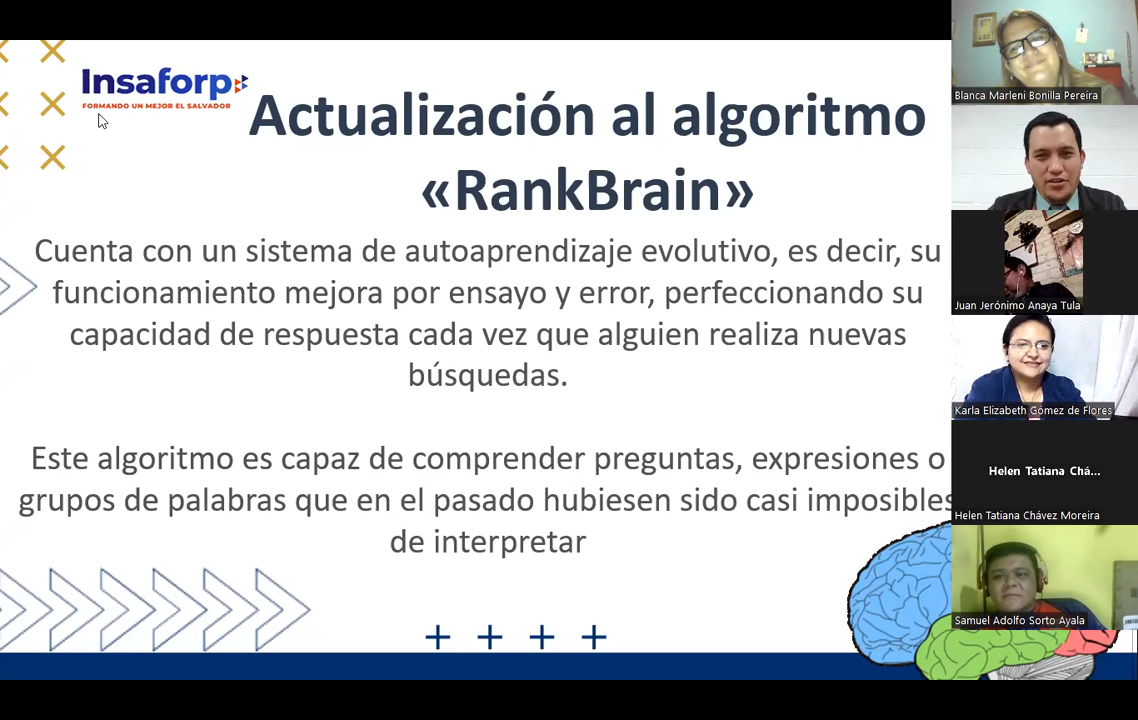 Insaforp
FORMANDO UN MEJOR EL SALVADOR
Actualización al algoritmo
«RankBrain»
Cuenta con un sistema de autoaprendizaje evolutivo, es decir, su
funcionamiento mejora por ensayo y error, perfeccionando su
capacidad de respuesta cada vez que alguien realiza nuevas
búsquedas.
Este algoritmo es capaz de comprender preguntas, expresiones o
grupos de palabras que en el pasado hubiesen sido casi imposibles
de interpretar
Blanca Marleni Bonilla Pereira
Juan Jerónimo Anaya Tula
Karla Elizabeth Gómez de Flores
Helen Tatiana Chá...
Helen Tatiana Chávez Moreira
Samuel Adolfo Sorto Ayala